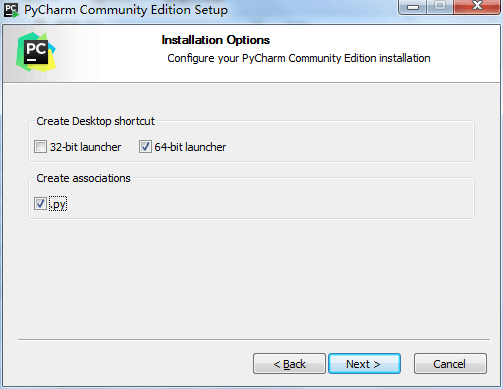 PC PyCharm Community Edition Setup
PC
Installation Options
Configure your PyCharm Community Edition installation
Create Desktop shortcut
32-bit launcher 64-bit launcher
Create associations
.py
< Back Next > Cancel